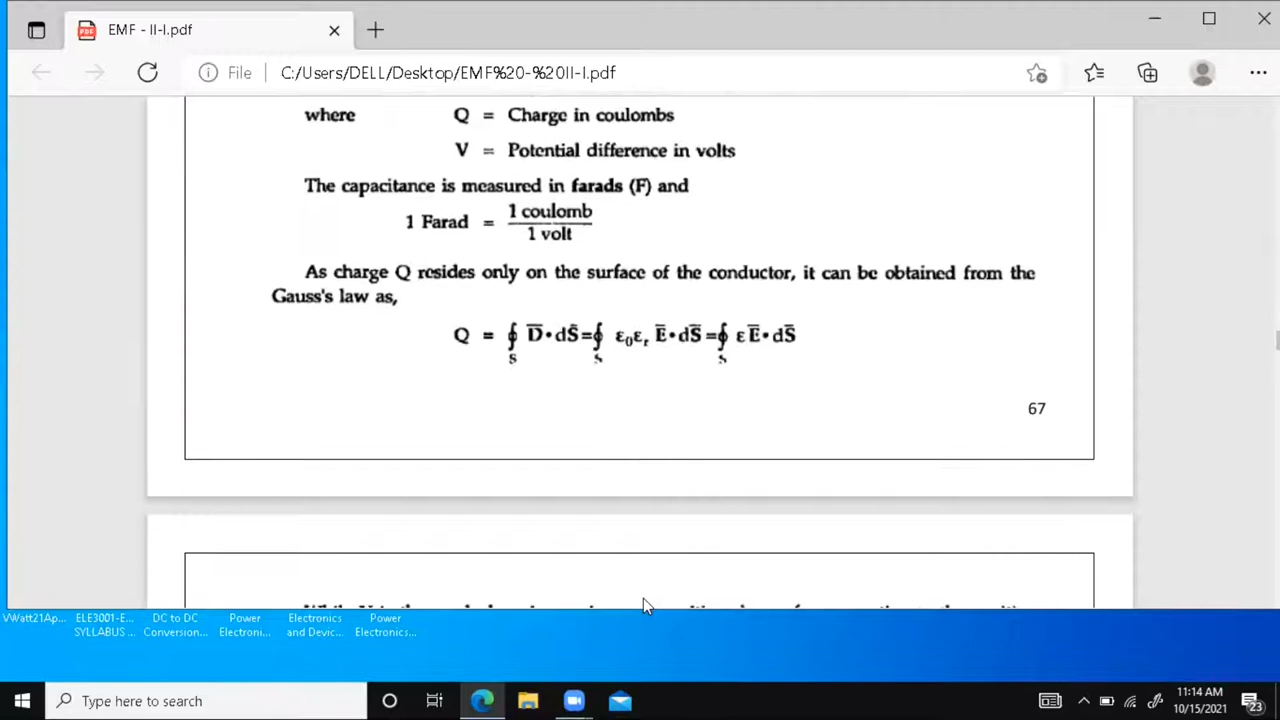 EMF - II-I.pdf
PDF
File
C:/Users/DELL/Desktop/EMF%20-%20II-I.pdf
where Q = Charge in coulombs
V = Potential difference in volts
The capacitance is measured in farads (F) and
1 Farad = 1 coulomb / 1 volt
As charge Q resides only on the surface of the conductor, it can be obtained from the
Gauss's law as,
Q = ∮S D̅ • dS̅ = ∮S ε₀εᵣ E̅ • dS̅ = ∮S ε E̅ • dS̅
67
VWatt21Ap... ELE3001-E... DC to DC Power Electronics Power
SYLLABUS ... Conversion... Electroni... and Devic... Electronics...
Type here to search
11:14 AM
10/15/2021
23